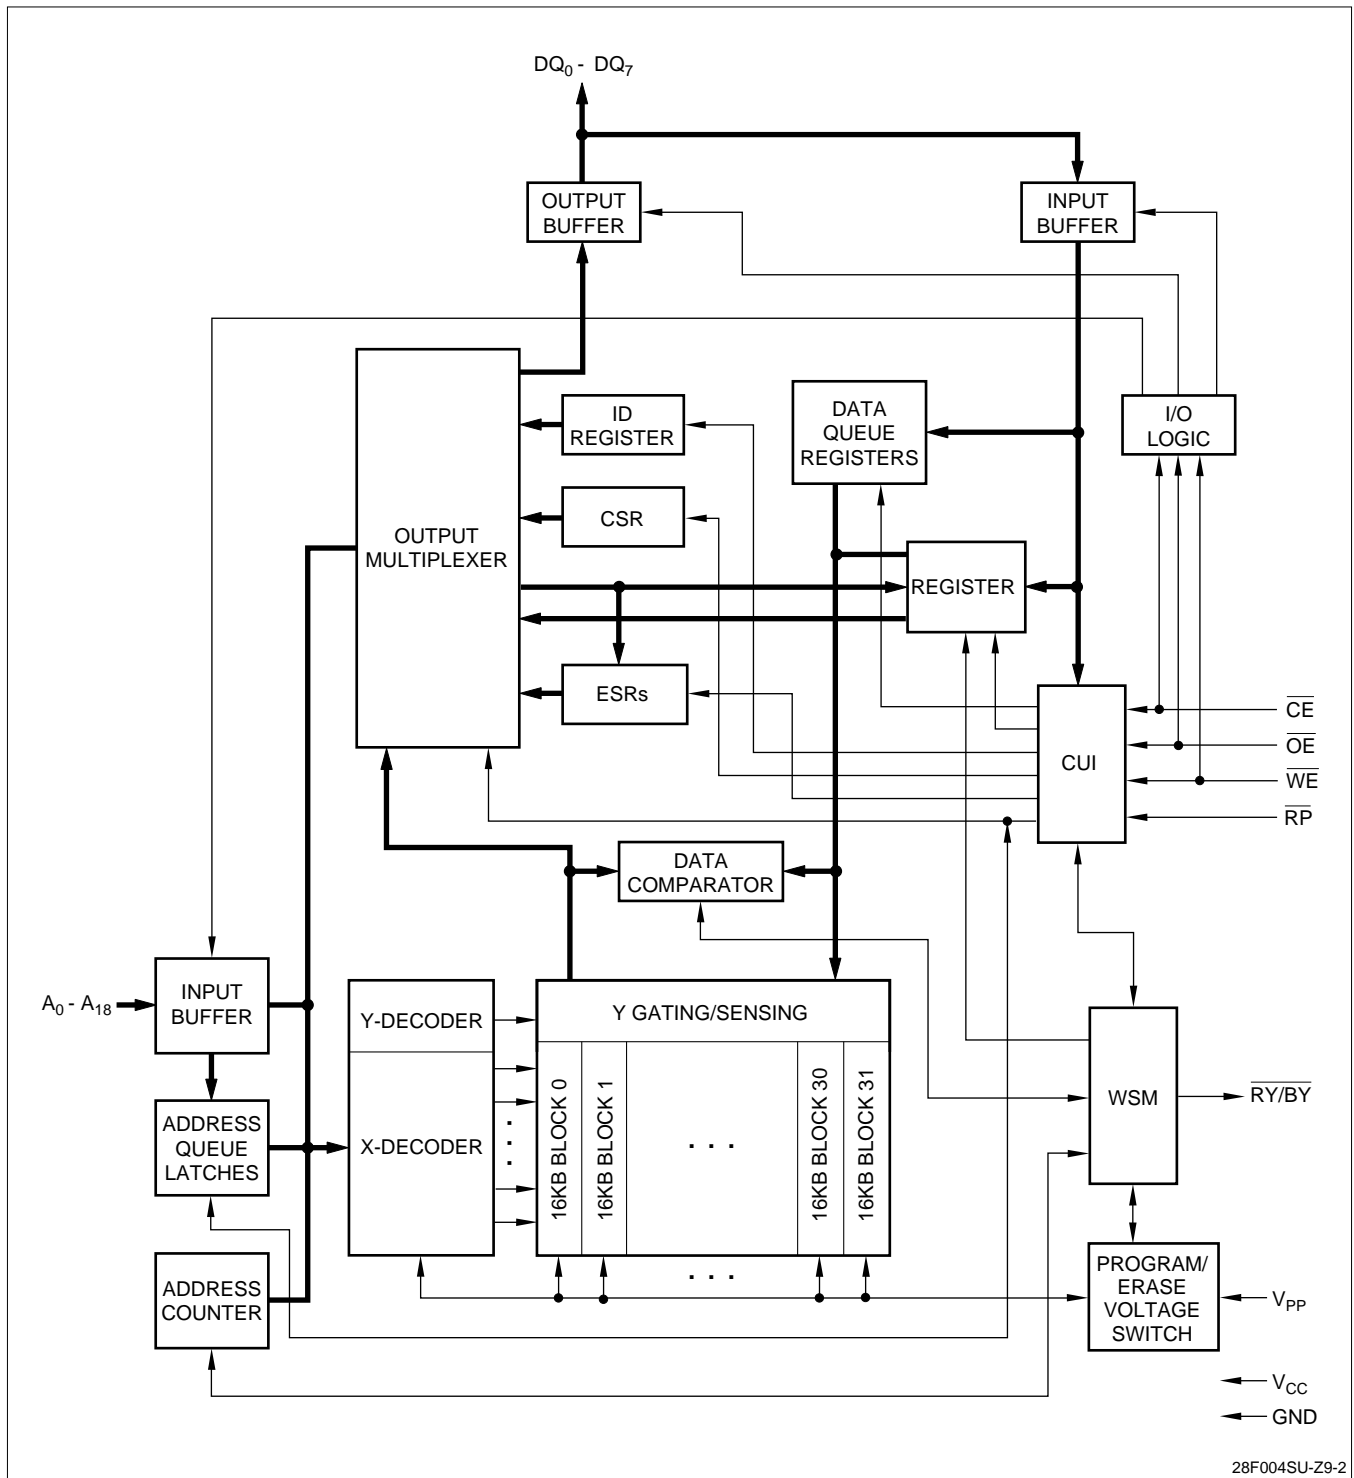 DQ0 - DQ7
OUTPUT
BUFFER
INPUT
BUFFER
ID
REGISTER
DATA
QUEUE
REGISTERS
I/O
LOGIC
CSR
OUTPUT
MULTIPLEXER
REGISTER
ESRs
CE
OE
CUI
WE
RP
DATA
COMPARATOR
A0 - A18
INPUT
BUFFER
Y-DECODER
Y GATING/SENSING
ADDRESS
QUEUE
LATCHES
X-DECODER
16KB BLOCK 0
16KB BLOCK 1
. . .
16KB BLOCK 30
16KB BLOCK 31
WSM
RY/BY
. . .
ADDRESS
COUNTER
PROGRAM/
ERASE
VOLTAGE
SWITCH
VPP
VCC
GND
28F004SU-Z9-2